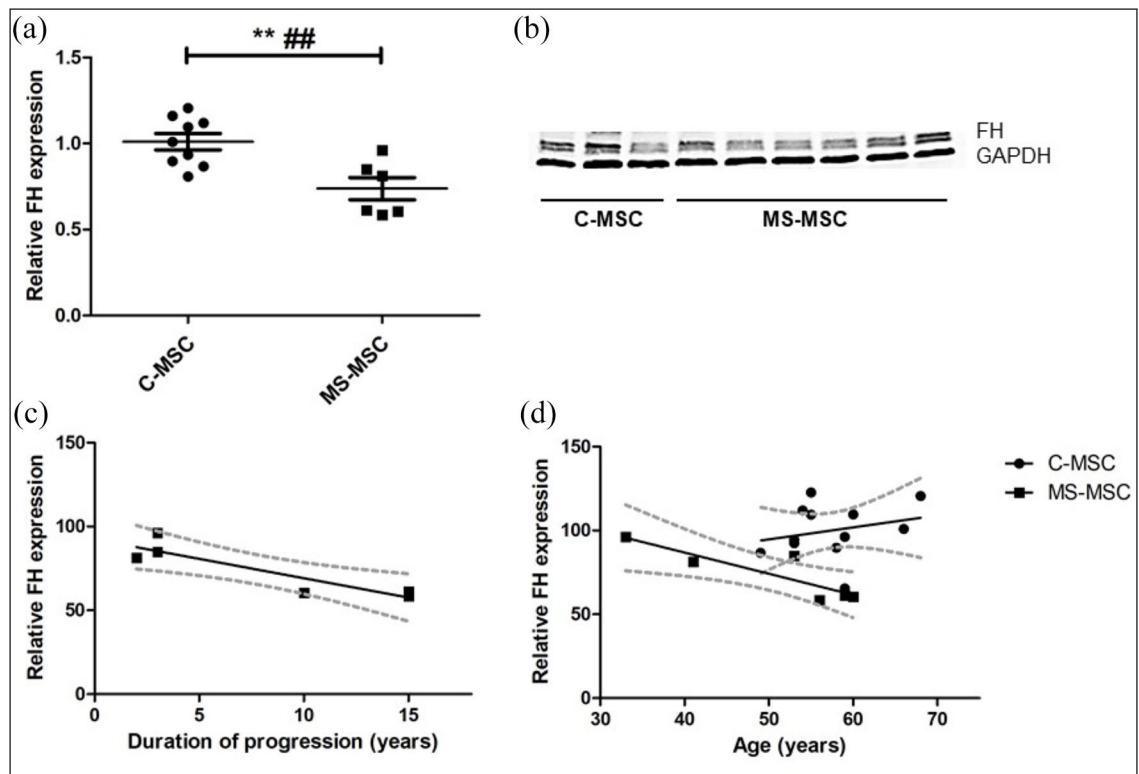 (a)
** ##
Relative FH expression
1.5
1.0
0.5
0.0
C-MSC
MS-MSC
(b)
FH
GAPDH
C-MSC MS-MSC
(c)
Relative FH expression
150
100
50
0
0 5 10 15
Duration of progression (years)
(d)
Relative FH expression
150
100
50
0
30 40 50 60 70
Age (years)
C-MSC
MS-MSC